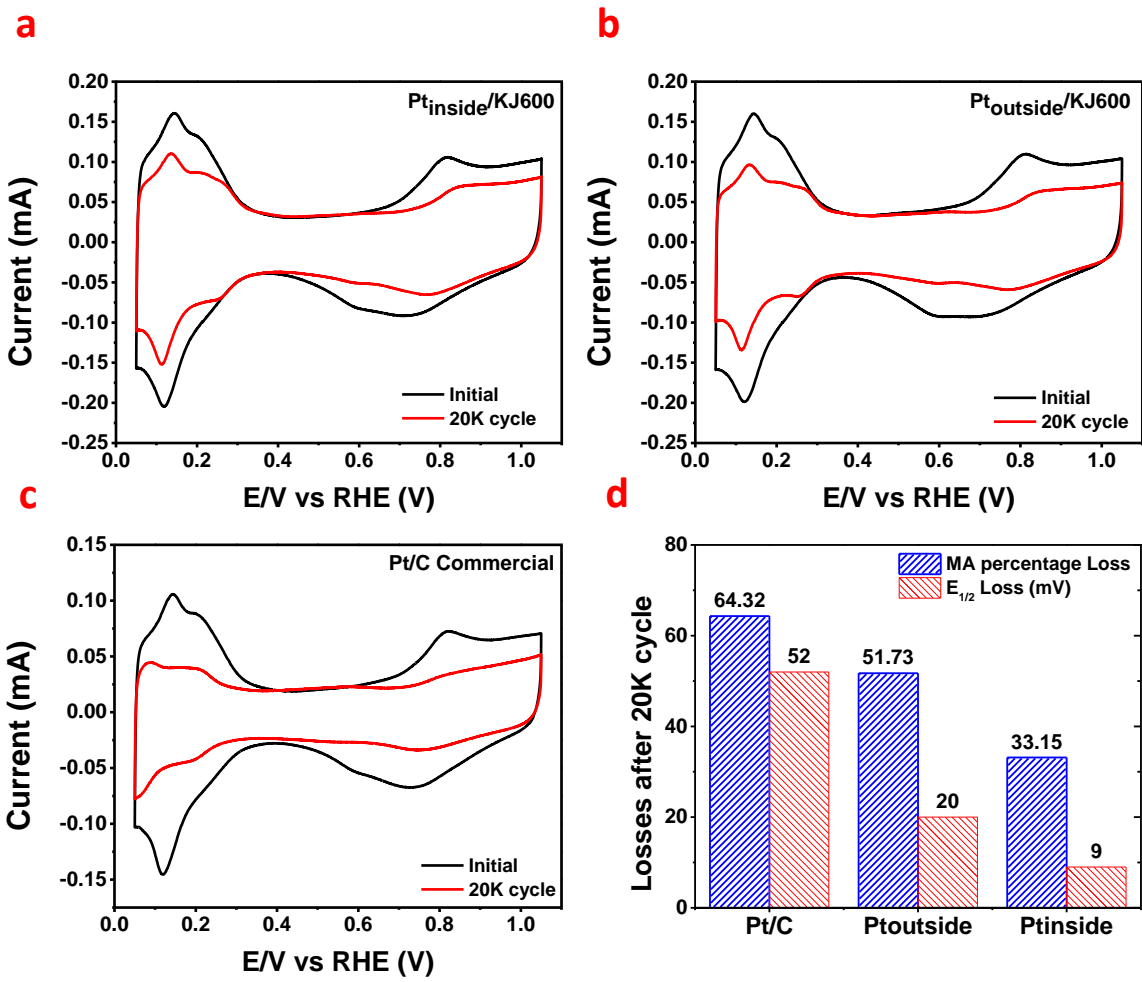 a
Pt_inside/KJ600
0.20
0.15
0.10
0.05
0.00
-0.05
-0.10
-0.15
-0.20
-0.25
Current (mA)
Initial
20K cycle
0.0 0.2 0.4 0.6 0.8 1.0
E/V vs RHE (V)
b
Pt_outside/KJ600
0.20
0.15
0.10
0.05
0.00
-0.05
-0.10
-0.15
-0.20
-0.25
Current (mA)
Initial
20K cycle
0.0 0.2 0.4 0.6 0.8 1.0
E/V vs RHE (V)
c
Pt/C Commercial
0.15
0.10
0.05
0.00
-0.05
-0.10
-0.15
Current (mA)
Initial
20K cycle
0.0 0.2 0.4 0.6 0.8 1.0
E/V vs RHE (V)
d
MA percentage Loss
E_1/2 Loss (mV)
80
60
40
20
0
Losses after 20K cycle
64.32
52
51.73
20
33.15
9
Pt/C Ptoutside Ptinside